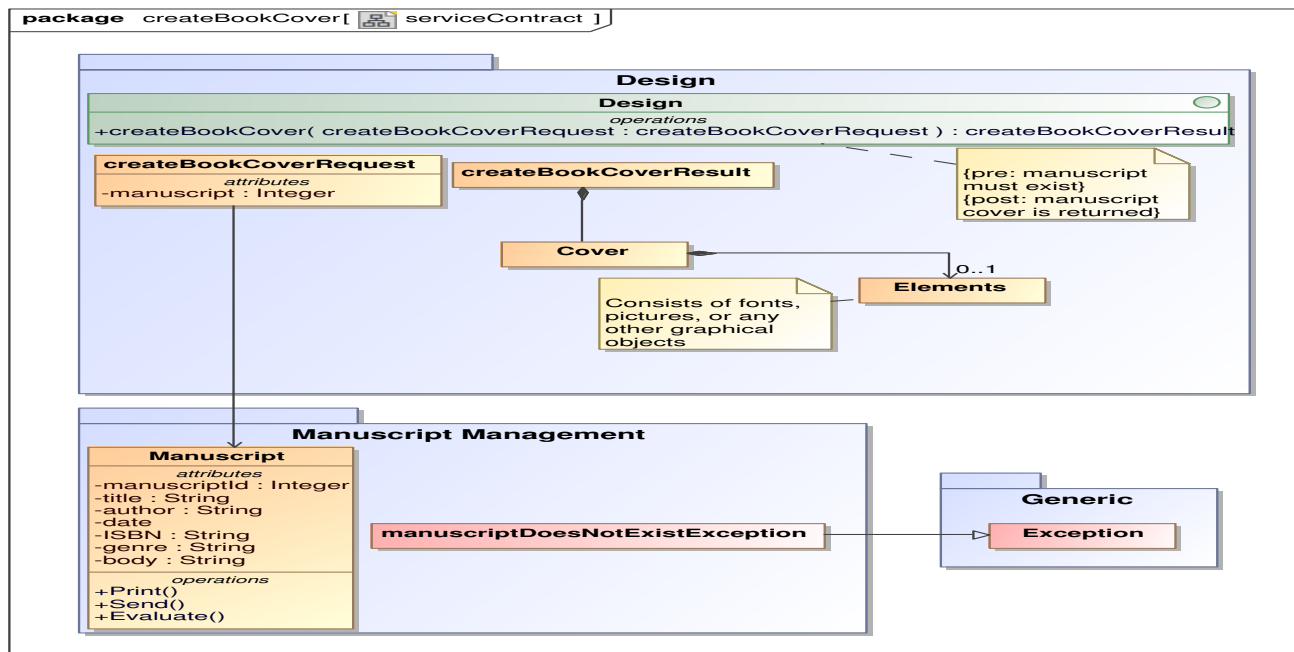 package createBookCover[ serviceContract ]
Design
Design
operations
+createBookCover( createBookCoverRequest : createBookCoverRequest ) : createBookCoverResult
createBookCoverRequest
attributes
-manuscript : Integer
createBookCoverResult
{pre: manuscript
must exist}
{post: manuscript
cover is returned}
Cover
0..1
Elements
Consists of fonts,
pictures, or any
other graphical
objects
Manuscript Management
Manuscript
attributes
-manuscriptId : Integer
-title : String
-author : String
-date
-ISBN : String
-genre : String
-body : String
operations
+Print()
+Send()
+Evaluate()
manuscriptDoesNotExistException
Generic
Exception